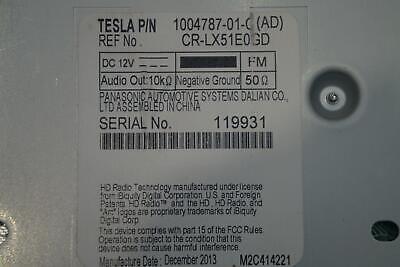 TESLA P/N 1004787-01-C (AD)
REF No. CR-LX51E0GD
DC 12V FM
Audio Out:10kΩ Negative Ground 50Ω
PANASONIC AUTOMOTIVE SYSTEMS DALIAN CO.,
LTD ASSEMBLED IN CHINA
SERIAL No. 119931
HD Radio Technology manufactured under license
from iBiquity Digital Corporation. U.S. and Foreign
Patents. HD Radio™ and the HD, HD Radio, and
"Arc" logos are proprietary trademarks of iBiquity
Digital Corp.
This device complies with part 15 of the FCC Rules.
Operation is subject to the condition that this
device does not cause harmful interference.
Manufacture Date : December 2013 M2C414221